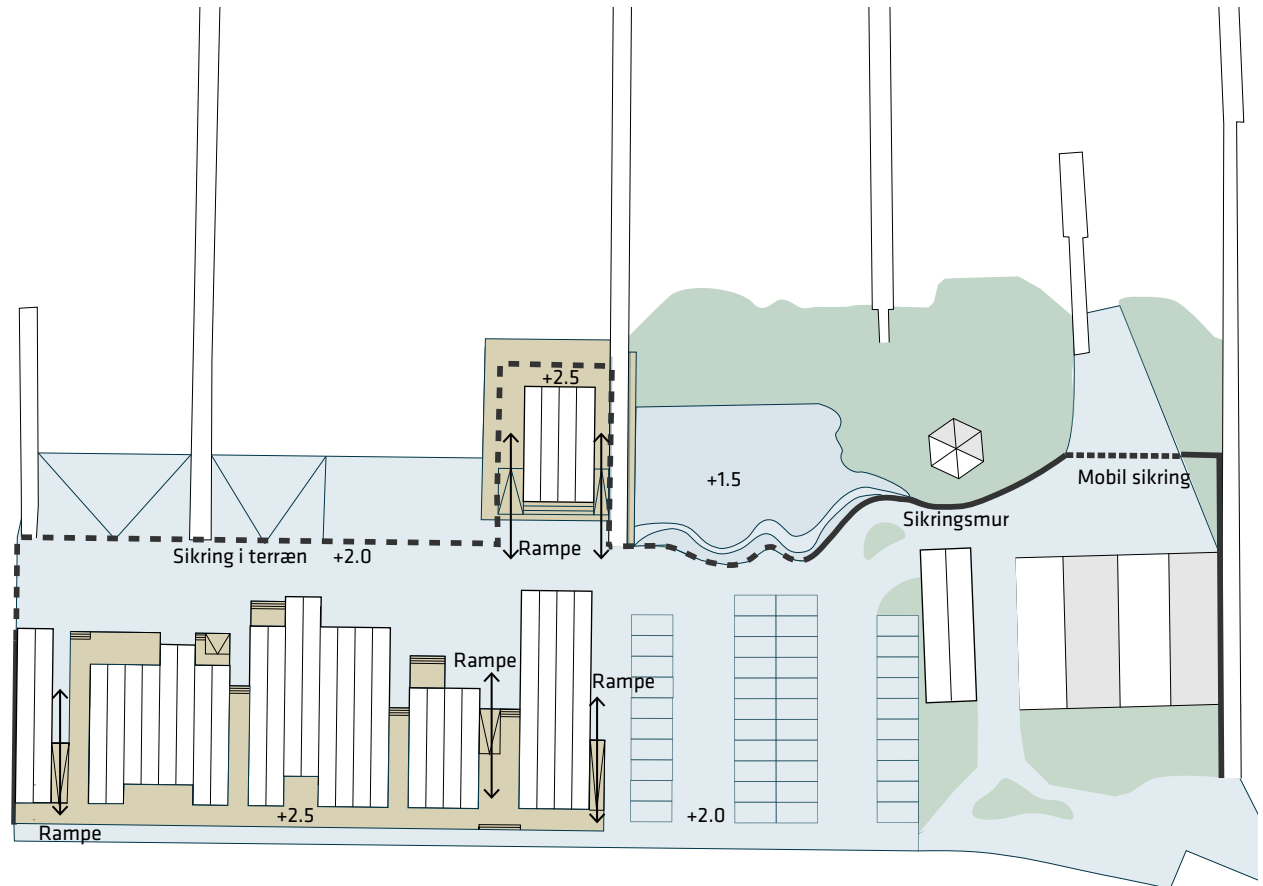 +2.5
+1.5
Mobil sikring
Sikringsmur
Sikring i terræn
+2.0
Rampe
Rampe
Rampe
+2.5
+2.0
Rampe